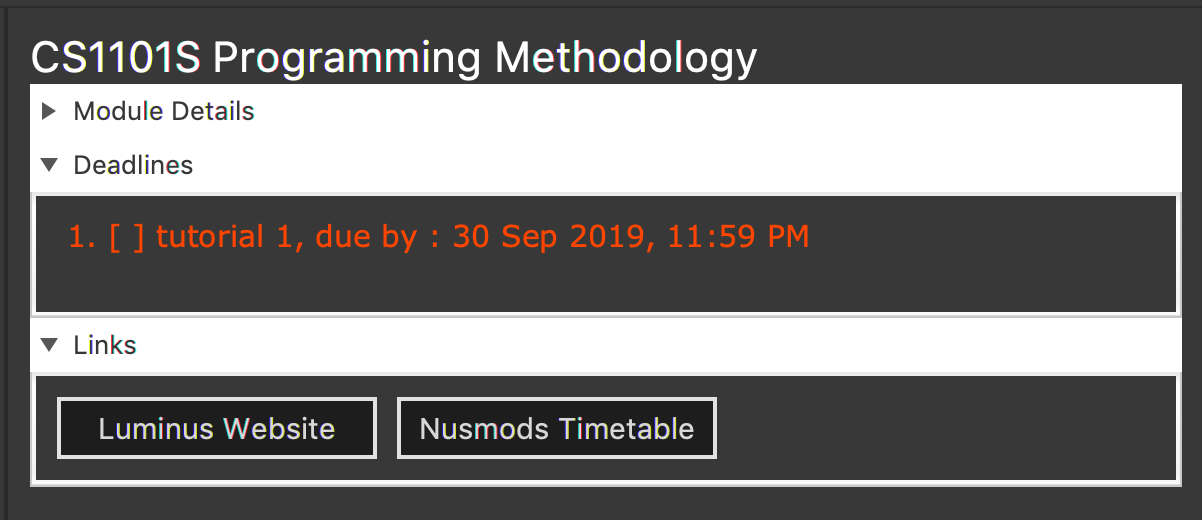 CS1101S Programming Methodology
Module Details
Deadlines
1. [ ] tutorial 1, due by : 30 Sep 2019, 11:59 PM
Links
Luminus Website Nusmods Timetable